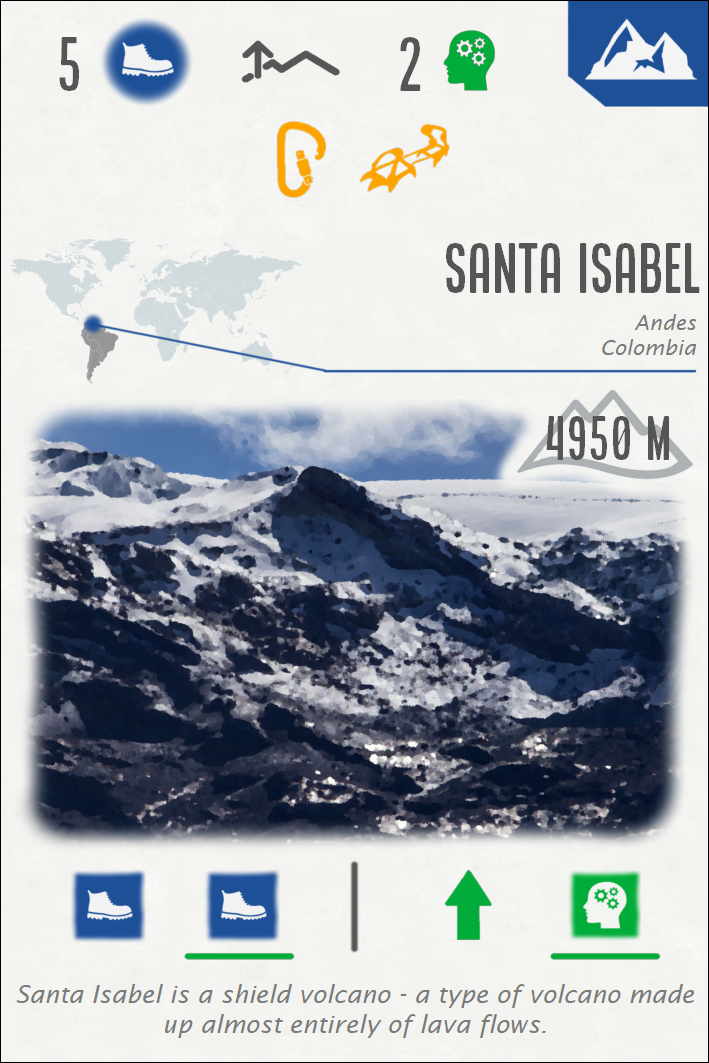 5
2
SANTA ISABEL
Andes
Colombia
4950 M
Santa Isabel is a shield volcano - a type of volcano made
up almost entirely of lava flows.